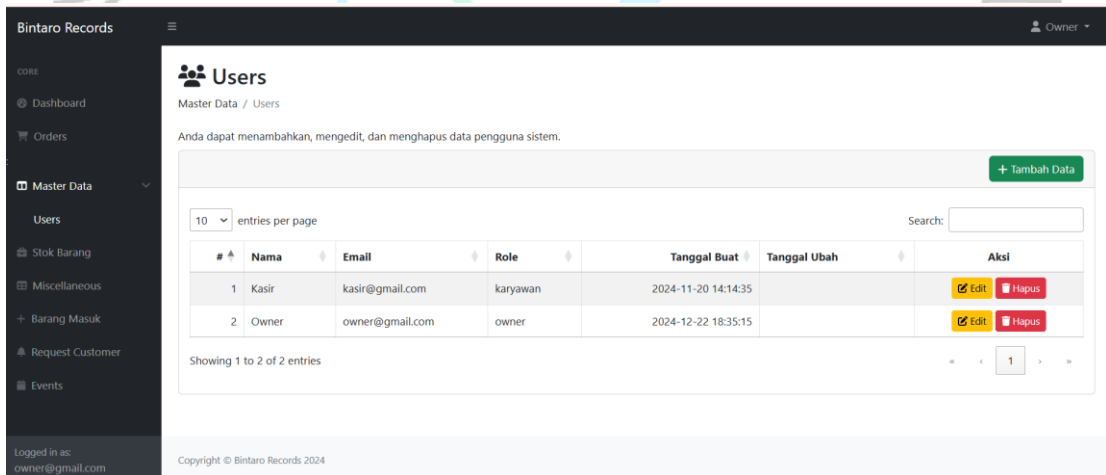 Bintaro Records
Owner
CORE
Dashboard
Orders
Master Data
Users
Stok Barang
Miscellaneous
+ Barang Masuk
Request Customer
Events
Logged in as:
owner@gmail.com
Users
Master Data / Users
Anda dapat menambahkan, mengedit, dan menghapus data pengguna sistem.
+ Tambah Data
10 entries per page Search:
# Nama Email Role Tanggal Buat Tanggal Ubah Aksi
1 Kasir kasir@gmail.com karyawan 2024-11-20 14:14:35 Edit Hapus
2 Owner owner@gmail.com owner 2024-12-22 18:35:15 Edit Hapus
Showing 1 to 2 of 2 entries « ‹ 1 › »
Copyright © Bintaro Records 2024